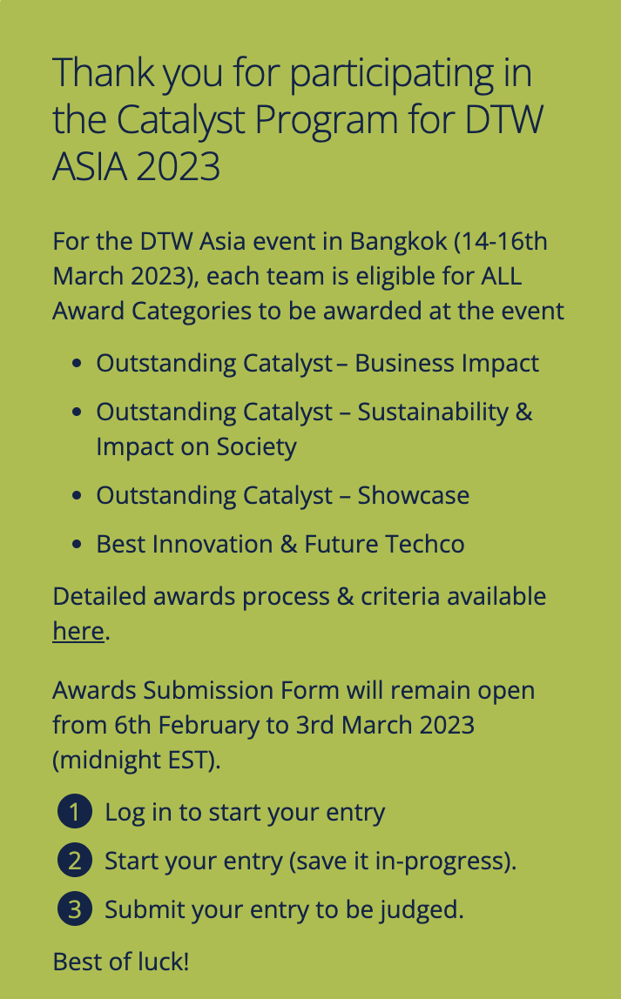 Thank you for participating in
the Catalyst Program for DTW
ASIA 2023
For the DTW Asia event in Bangkok (14-16th
March 2023), each team is eligible for ALL
Award Categories to be awarded at the event
• Outstanding Catalyst – Business Impact
• Outstanding Catalyst – Sustainability &
Impact on Society
• Outstanding Catalyst – Showcase
• Best Innovation & Future Techco
Detailed awards process & criteria available
here.
Awards Submission Form will remain open
from 6th February to 3rd March 2023
(midnight EST).
1 Log in to start your entry
2 Start your entry (save it in-progress).
3 Submit your entry to be judged.
Best of luck!